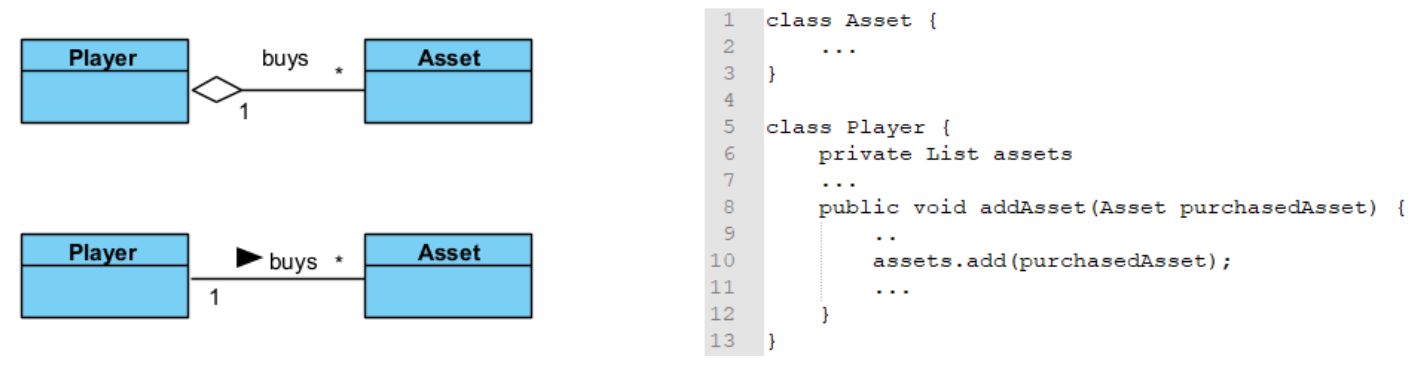 Player
buys
*
Asset
1
Player
buys *
Asset
1
1 class Asset {
2 ...
3 }
4
5 class Player {
6 private List assets
7 ...
8 public void addAsset(Asset purchasedAsset) {
9 ..
10 assets.add(purchasedAsset);
11 ...
12 }
13 }